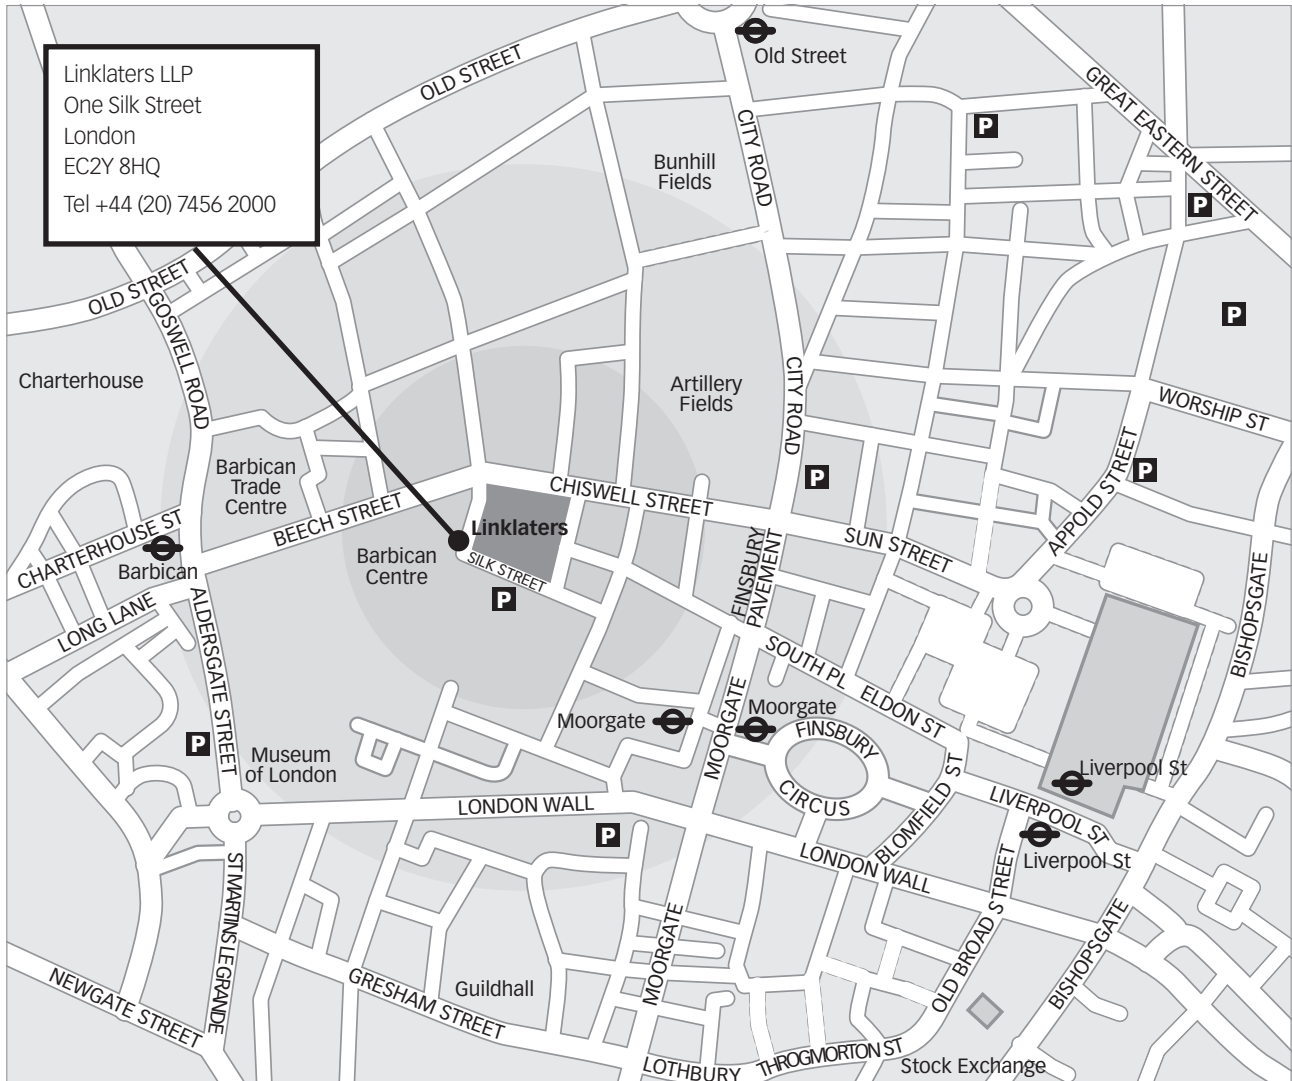 Linklaters LLP
One Silk Street
London
EC2Y 8HQ
Tel +44 (20) 7456 2000
OLD STREET
Old Street
GREAT EASTERN STREET
P
CITY ROAD
Bunhill
Fields
P
OLD STREET
GOSWELL ROAD
P
Charterhouse
Artillery
Fields
CITY ROAD
WORSHIP ST
Barbican
Trade
Centre
P
P
APPOLD STREET
CHISWELL STREET
BEECH STREET
CHARTERHOUSE ST
Linklaters
SUN STREET
FINSBURY
PAVEMENT
Barbican
Barbican
Centre
SILK STREET
P
BISHOPSGATE
LONG LANE
ALDERSGATE STREET
SOUTH PL
ELDON ST
Moorgate
Moorgate
MOORGATE
FINSBURY
CIRCUS
P
Museum
of London
Liverpool St
BLOMFIELD ST
LIVERPOOL ST
LONDON WALL
P
Liverpool St
LONDON WALL
ST MARTINS LE GRANDE
OLD BROAD STREET
BISHOPSGATE
MOORGATE
NEWGATE STREET
GRESHAM STREET
Guildhall
LOTHBURY
THROGMORTON ST
Stock Exchange